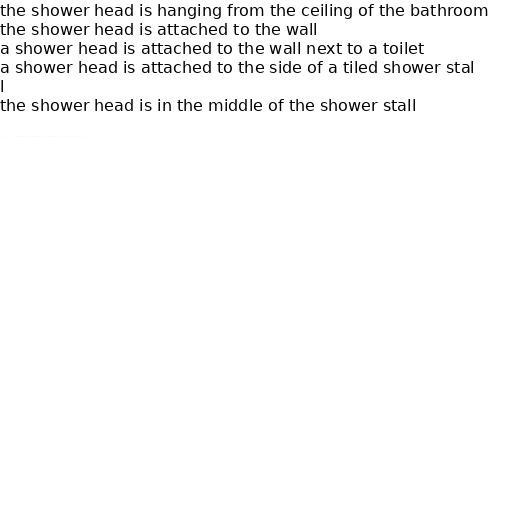 the shower head is hanging from the ceiling of the bathroom
the shower head is attached to the wall
a shower head is attached to the wall next to a toilet
a shower head is attached to the side of a tiled shower stal
l
the shower head is in the middle of the shower stall